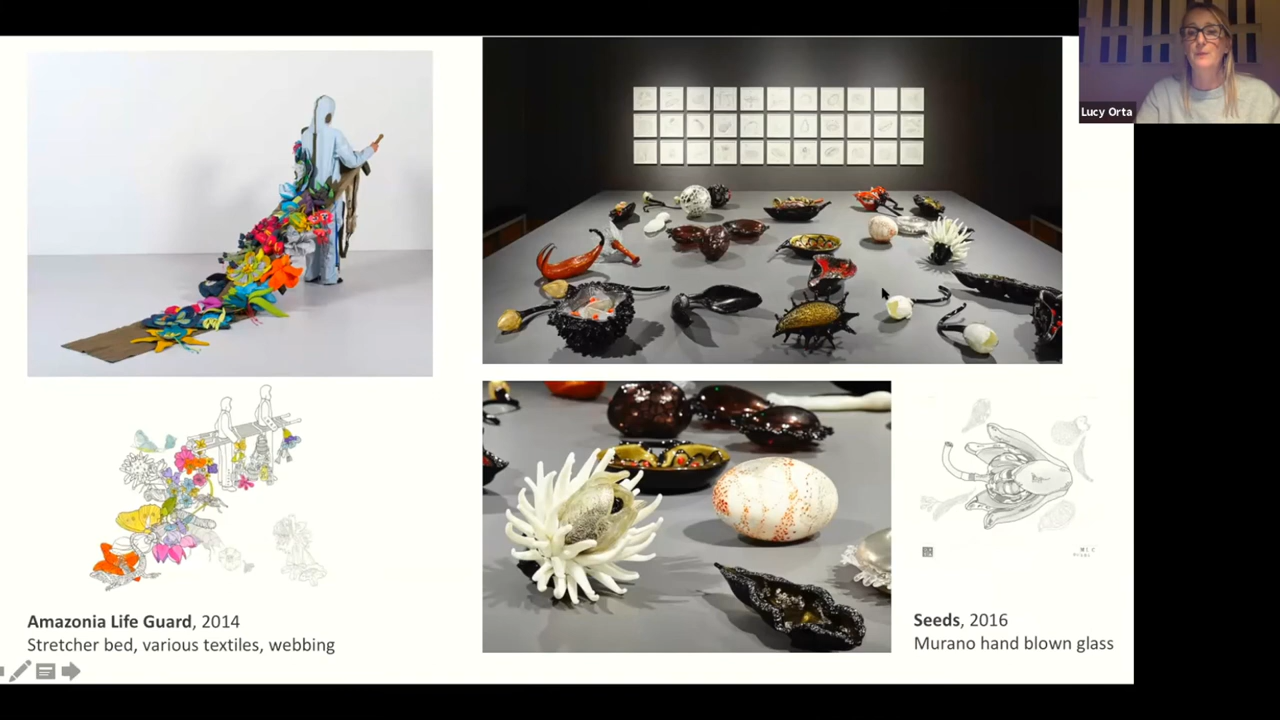 Lucy Orta
Amazonia Life Guard, 2014
Stretcher bed, various textiles, webbing
Seeds, 2016
Murano hand blown glass